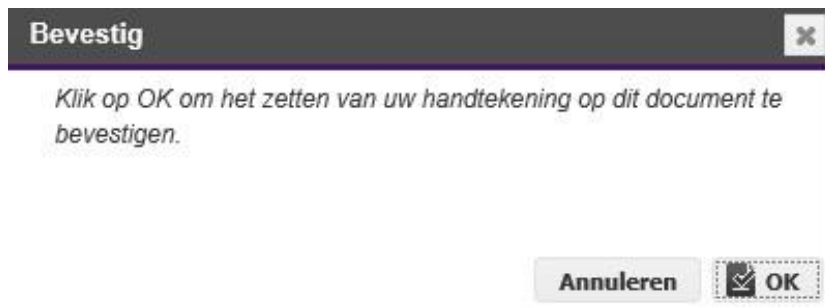 Bevestig
Klik op OK om het zetten van uw handtekening op dit document te
bevestigen.
Annuleren OK